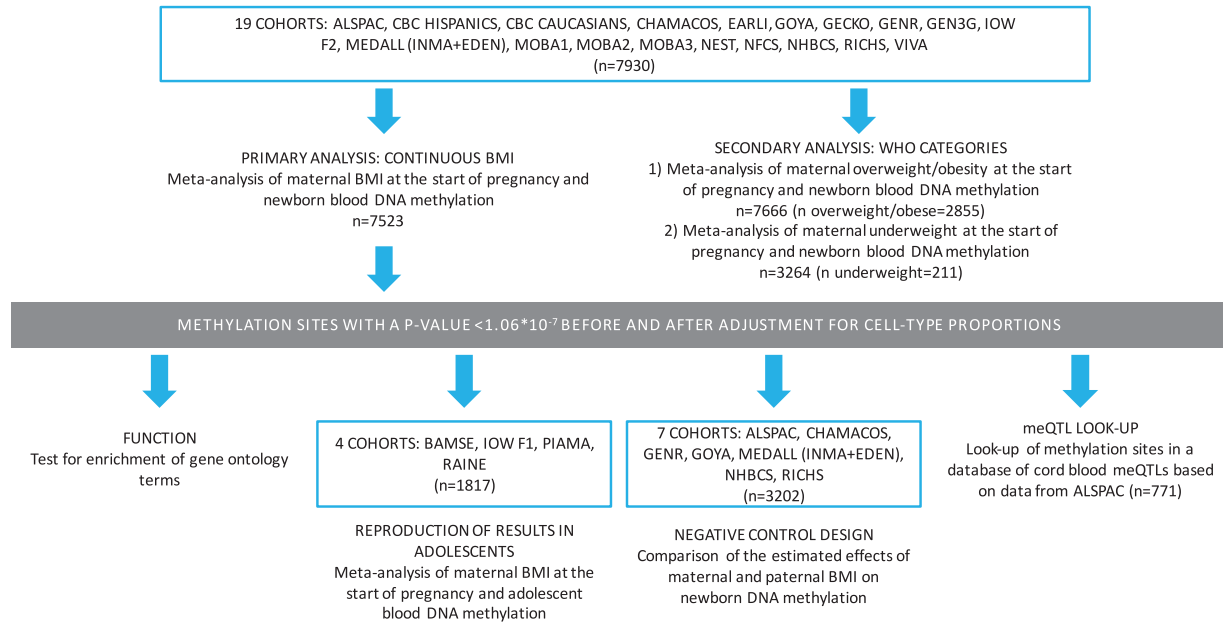 19 COHORTS: ALSPAC, CBC HISPANICS, CBC CAUCASIANS, CHAMACOS, EARLI, GOYA, GECKO, GENR, GEN3G, IOW
F2, MEDALL (INMA+EDEN), MOBA1, MOBA2, MOBA3, NEST, NFCS, NHBCS, RICHS, VIVA
(n=7930)
PRIMARY ANALYSIS: CONTINUOUS BMI
Meta-analysis of maternal BMI at the start of pregnancy and
newborn blood DNA methylation
n=7523
SECONDARY ANALYSIS: WHO CATEGORIES
1) Meta-analysis of maternal overweight/obesity at the start
of pregnancy and newborn blood DNA methylation
n=7666 (n overweight/obese=2855)
2) Meta-analysis of maternal underweight at the start of
pregnancy and newborn blood DNA methylation
n=3264 (n underweight=211)
METHYLATION SITES WITH A P-VALUE <1.06*10-7 BEFORE AND AFTER ADJUSTMENT FOR CELL-TYPE PROPORTIONS
FUNCTION
Test for enrichment of gene ontology
terms
4 COHORTS: BAMSE, IOW F1, PIAMA,
RAINE
(n=1817)
REPRODUCTION OF RESULTS IN
ADOLESCENTS
Meta-analysis of maternal BMI at the
start of pregnancy and adolescent
blood DNA methylation
7 COHORTS: ALSPAC, CHAMACOS,
GENR, GOYA, MEDALL (INMA+EDEN),
NHBCS, RICHS
(n=3202)
NEGATIVE CONTROL DESIGN
Comparison of the estimated effects of
maternal and paternal BMI on
newborn DNA methylation
meQTL LOOK-UP
Look-up of methylation sites in a
database of cord blood meQTLs based
on data from ALSPAC (n=771)